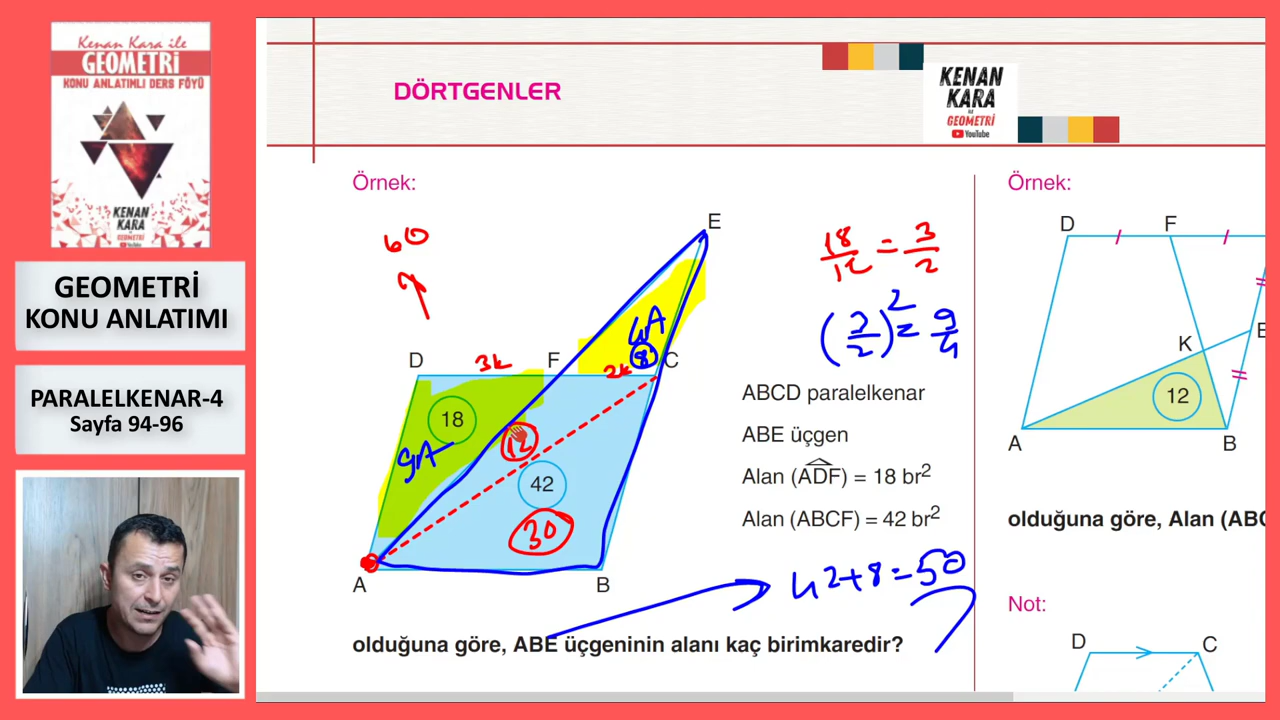 Kenan Kara ile
GEOMETRİ
KONU ANLATIMLI DERS FÖYÜ
KENAN
KARA
ile
GEOMETRİ
YouTube
GEOMETRİ
KONU ANLATIMI
PARALELKENAR-4
Sayfa 94-96
DÖRTGENLER
KENAN
KARA
ile
GEOMETRİ
YouTube
Örnek:
60
E
4A
8
D
3k
F
2k
C
18
9A
12
42
30
A
B
18/12 = 3/2
(3/2)² = 9/4
ABCD paralelkenar
ABE üçgen
Alan (ADF) = 18 br²
Alan (ABCF) = 42 br²
42+8=50
olduğuna göre, ABE üçgeninin alanı kaç birimkaredir?
Örnek:
D
F
K
E
12
A
B
olduğuna göre, Alan (ABC
Not:
D
C